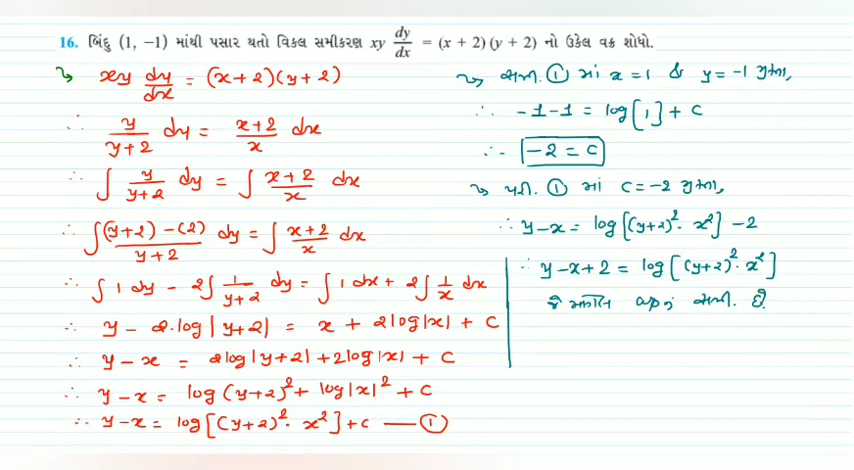 16. બિંદુ (1, −1) માંથી પસાર થતો વિકલ સમીકરણ xy dy/dx = (x + 2) (y + 2) નો ઉકેલ વક્ર શોધો.
xy dy/dx = (x+2)(y+2)
∴ y/(y+2) dy = (x+2)/x dx
∴ ∫ y/(y+2) dy = ∫ (x+2)/x dx
∴ ∫ ((y+2) − (2))/(y+2) dy = ∫ (x+2)/x dx
∴ ∫ 1 dy − 2∫ 1/(y+2) dy = ∫ 1 dx + 2∫ 1/x dx
∴ y − 2·log|y+2| = x + 2log|x| + C
∴ y − x = 2log|y+2| + 2log|x| + C
∴ y − x = log(y+2)² + log|x|² + C
∴ y − x = log[(y+2)²· x²] + C —— ①
સમી. ① માં x = 1 & y = −1 મુકતા,
∴ −1−1 = log[1] + C
∴ −2 = C
① માં C = −2 મુકતા,
∴ y−x = log[(y+2)²· x²] −2
∴ y−x+2 = log[(y+2)²· x²]
જે સમી. છે.